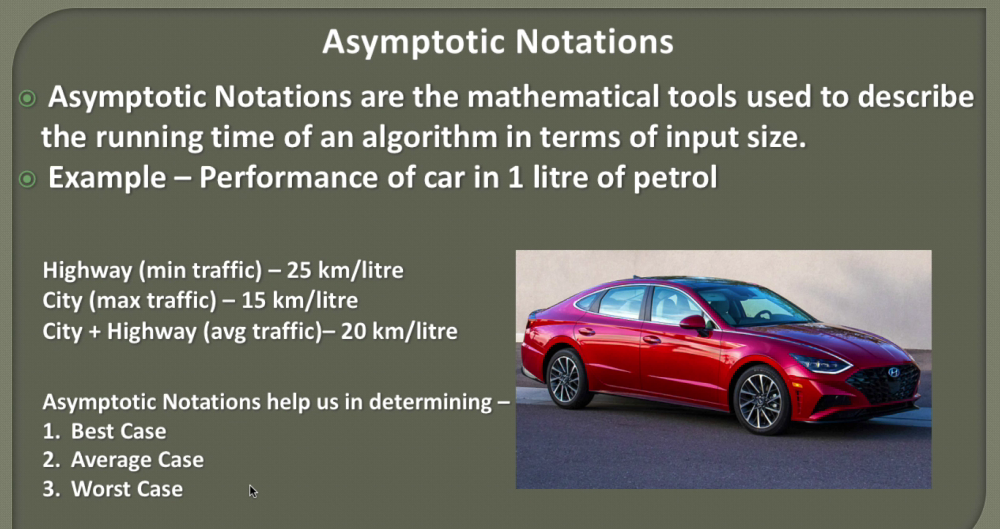 Asymptotic Notations
Asymptotic Notations are the mathematical tools used to describe
the running time of an algorithm in terms of input size.
Example – Performance of car in 1 litre of petrol
Highway (min traffic) – 25 km/litre
City (max traffic) – 15 km/litre
City + Highway (avg traffic)– 20 km/litre
Asymptotic Notations help us in determining –
1. Best Case
2. Average Case
3. Worst Case